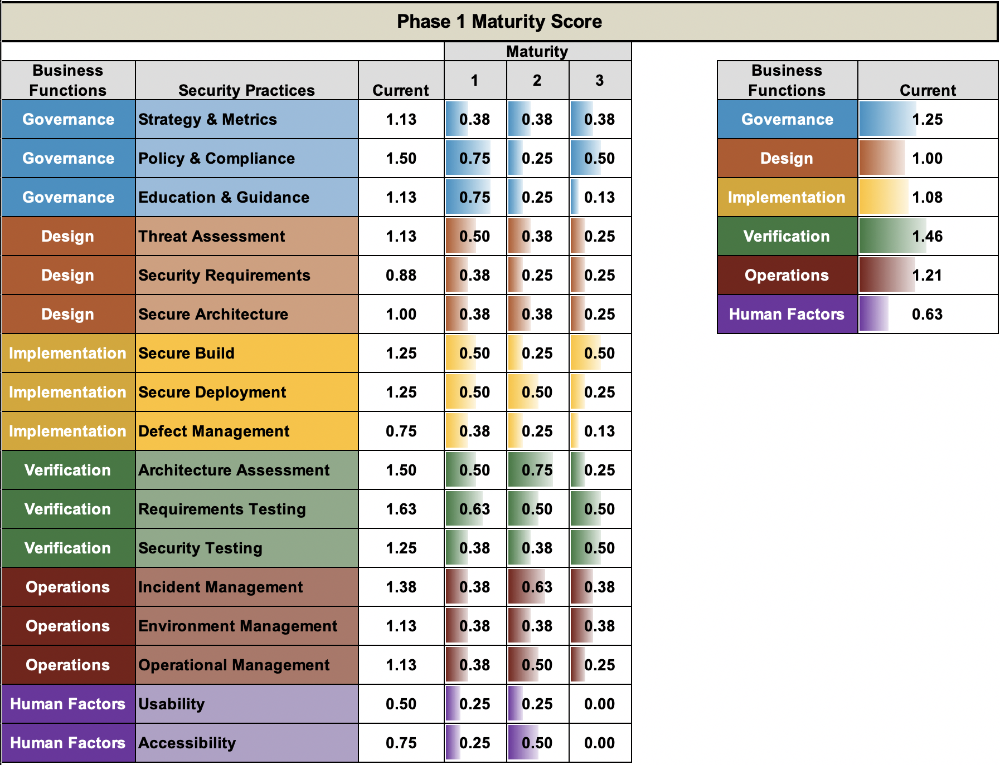 Phase 1 Maturity Score
Maturity
Business Functions Security Practices Current 1 2 3
Governance Strategy & Metrics 1.13 0.38 0.38 0.38
Governance Policy & Compliance 1.50 0.75 0.25 0.50
Governance Education & Guidance 1.13 0.75 0.25 0.13
Design Threat Assessment 1.13 0.50 0.38 0.25
Design Security Requirements 0.88 0.38 0.25 0.25
Design Secure Architecture 1.00 0.38 0.38 0.25
Implementation Secure Build 1.25 0.50 0.25 0.50
Implementation Secure Deployment 1.25 0.50 0.50 0.25
Implementation Defect Management 0.75 0.38 0.25 0.13
Verification Architecture Assessment 1.50 0.50 0.75 0.25
Verification Requirements Testing 1.63 0.63 0.50 0.50
Verification Security Testing 1.25 0.38 0.38 0.50
Operations Incident Management 1.38 0.38 0.63 0.38
Operations Environment Management 1.13 0.38 0.38 0.38
Operations Operational Management 1.13 0.38 0.50 0.25
Human Factors Usability 0.50 0.25 0.25 0.00
Human Factors Accessibility 0.75 0.25 0.50 0.00
Business Functions Current
Governance 1.25
Design 1.00
Implementation 1.08
Verification 1.46
Operations 1.21
Human Factors 0.63